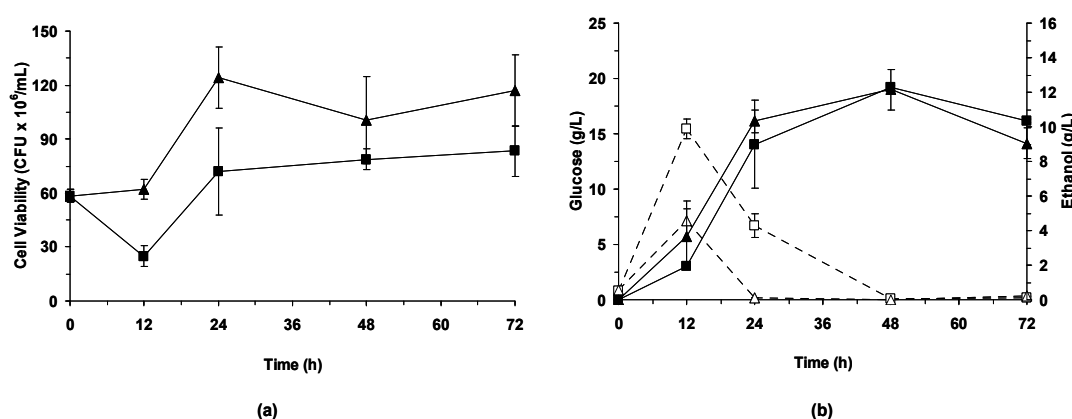 Cell Viability (CFU x 10⁶/mL)
150
120
90
60
30
0
0 12 24 36 48 72
Time (h)
(a)
Glucose (g/L)
25
20
15
10
5
0
0 12 24 36 48 60 72
Time (h)
16
14
12
10
8
6
4
2
0
Ethanol (g/L)
(b)